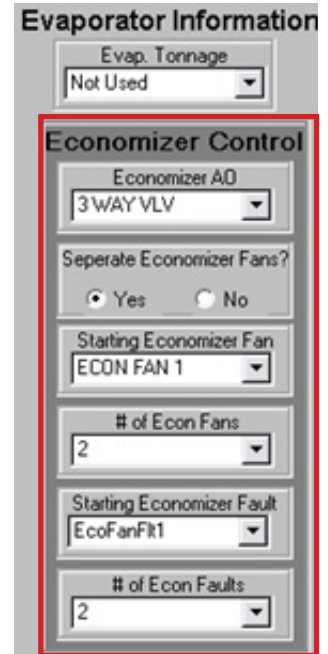 Evaporator Information
Evap. Tonnage
Not Used
Economizer Control
Economizer AO
3 WAY VLV
Seperate Economizer Fans?
Yes No
Starting Economizer Fan
ECON FAN 1
# of Econ Fans
2
Starting Economizer Fault
EcoFanFlt1
# of Econ Faults
2